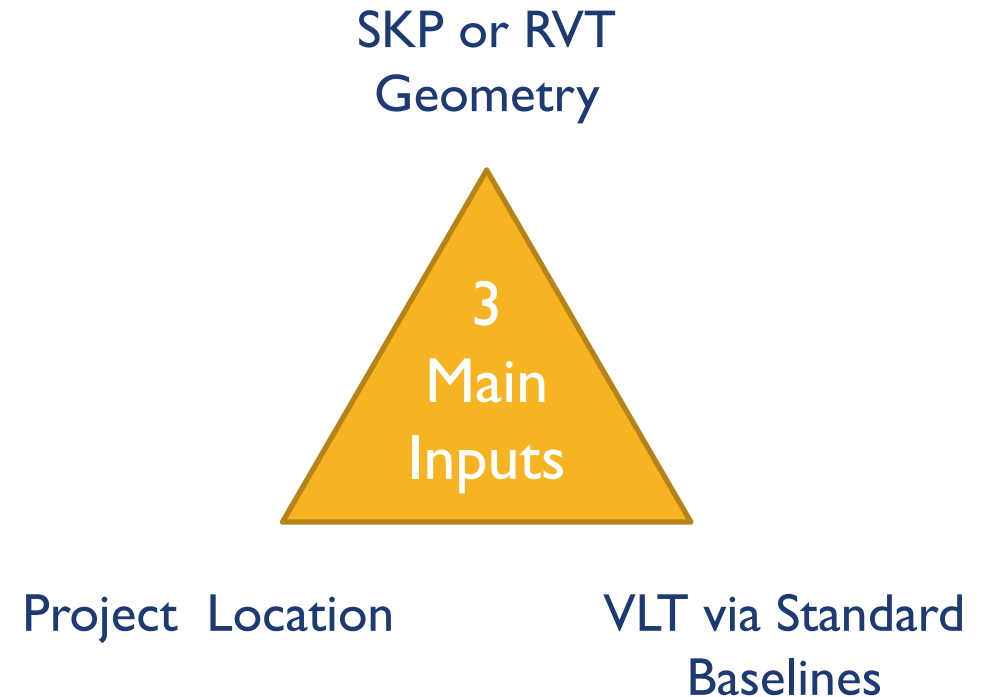 SKP or RVT
Geometry
3
Main
Inputs
Project Location
VLT via Standard
Baselines